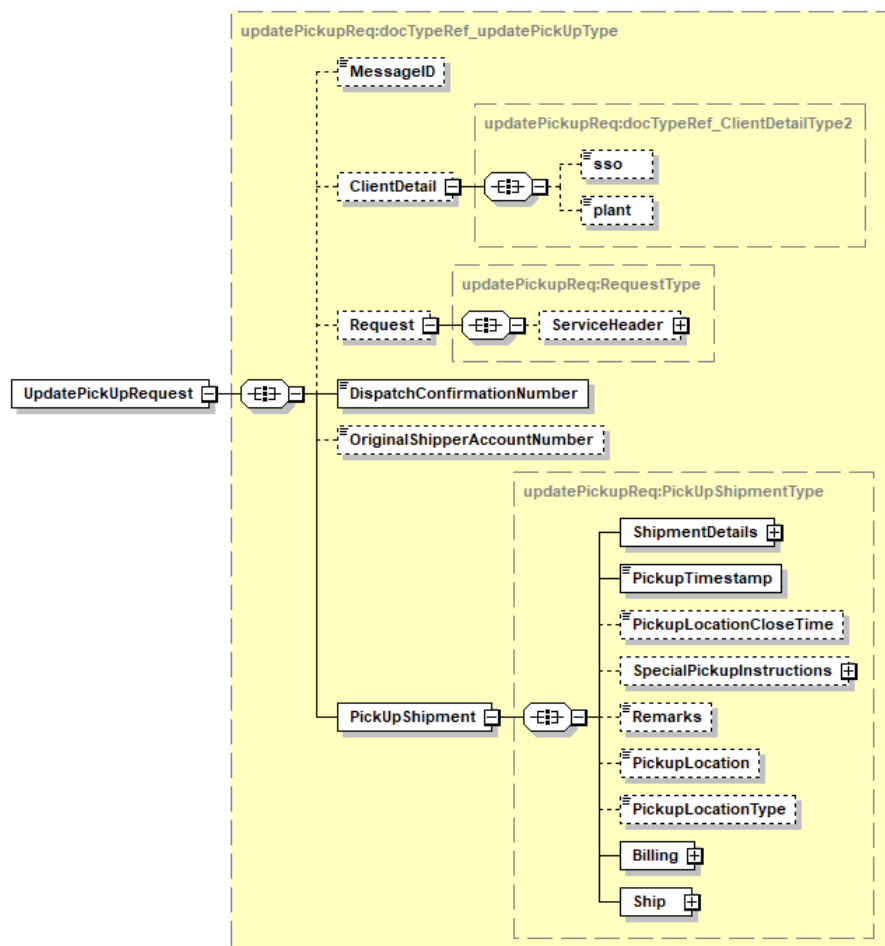 updatePickupReq:docTypeRef_updatePickUpType
MessageID
updatePickupReq:docTypeRef_ClientDetailType2
sso
ClientDetail
plant
updatePickupReq:RequestType
Request
ServiceHeader
UpdatePickUpRequest
DispatchConfirmationNumber
OriginalShipperAccountNumber
updatePickupReq:PickUpShipmentType
ShipmentDetails
PickupTimestamp
PickupLocationCloseTime
SpecialPickupInstructions
PickUpShipment
Remarks
PickupLocation
PickupLocationType
Billing
Ship